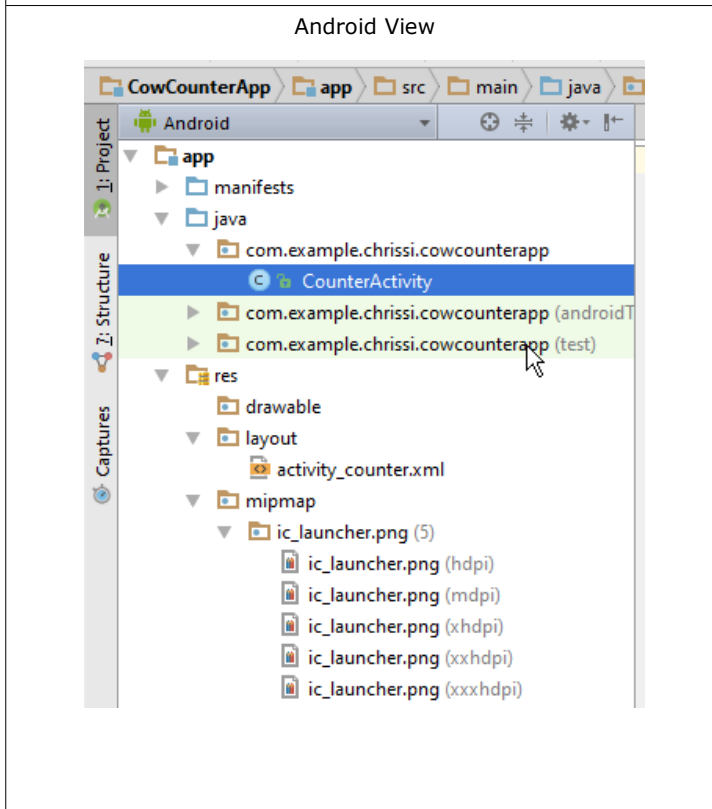 Android View
CowCounterApp app src main java
1: Project
Android
app
manifests
java
com.example.chrissi.cowcounterapp
C CounterActivity
com.example.chrissi.cowcounterapp (androidT
com.example.chrissi.cowcounterapp (test)
7: Structure
res
drawable
layout
activity_counter.xml
Captures
mipmap
ic_launcher.png (5)
ic_launcher.png (hdpi)
ic_launcher.png (mdpi)
ic_launcher.png (xhdpi)
ic_launcher.png (xxhdpi)
ic_launcher.png (xxxhdpi)